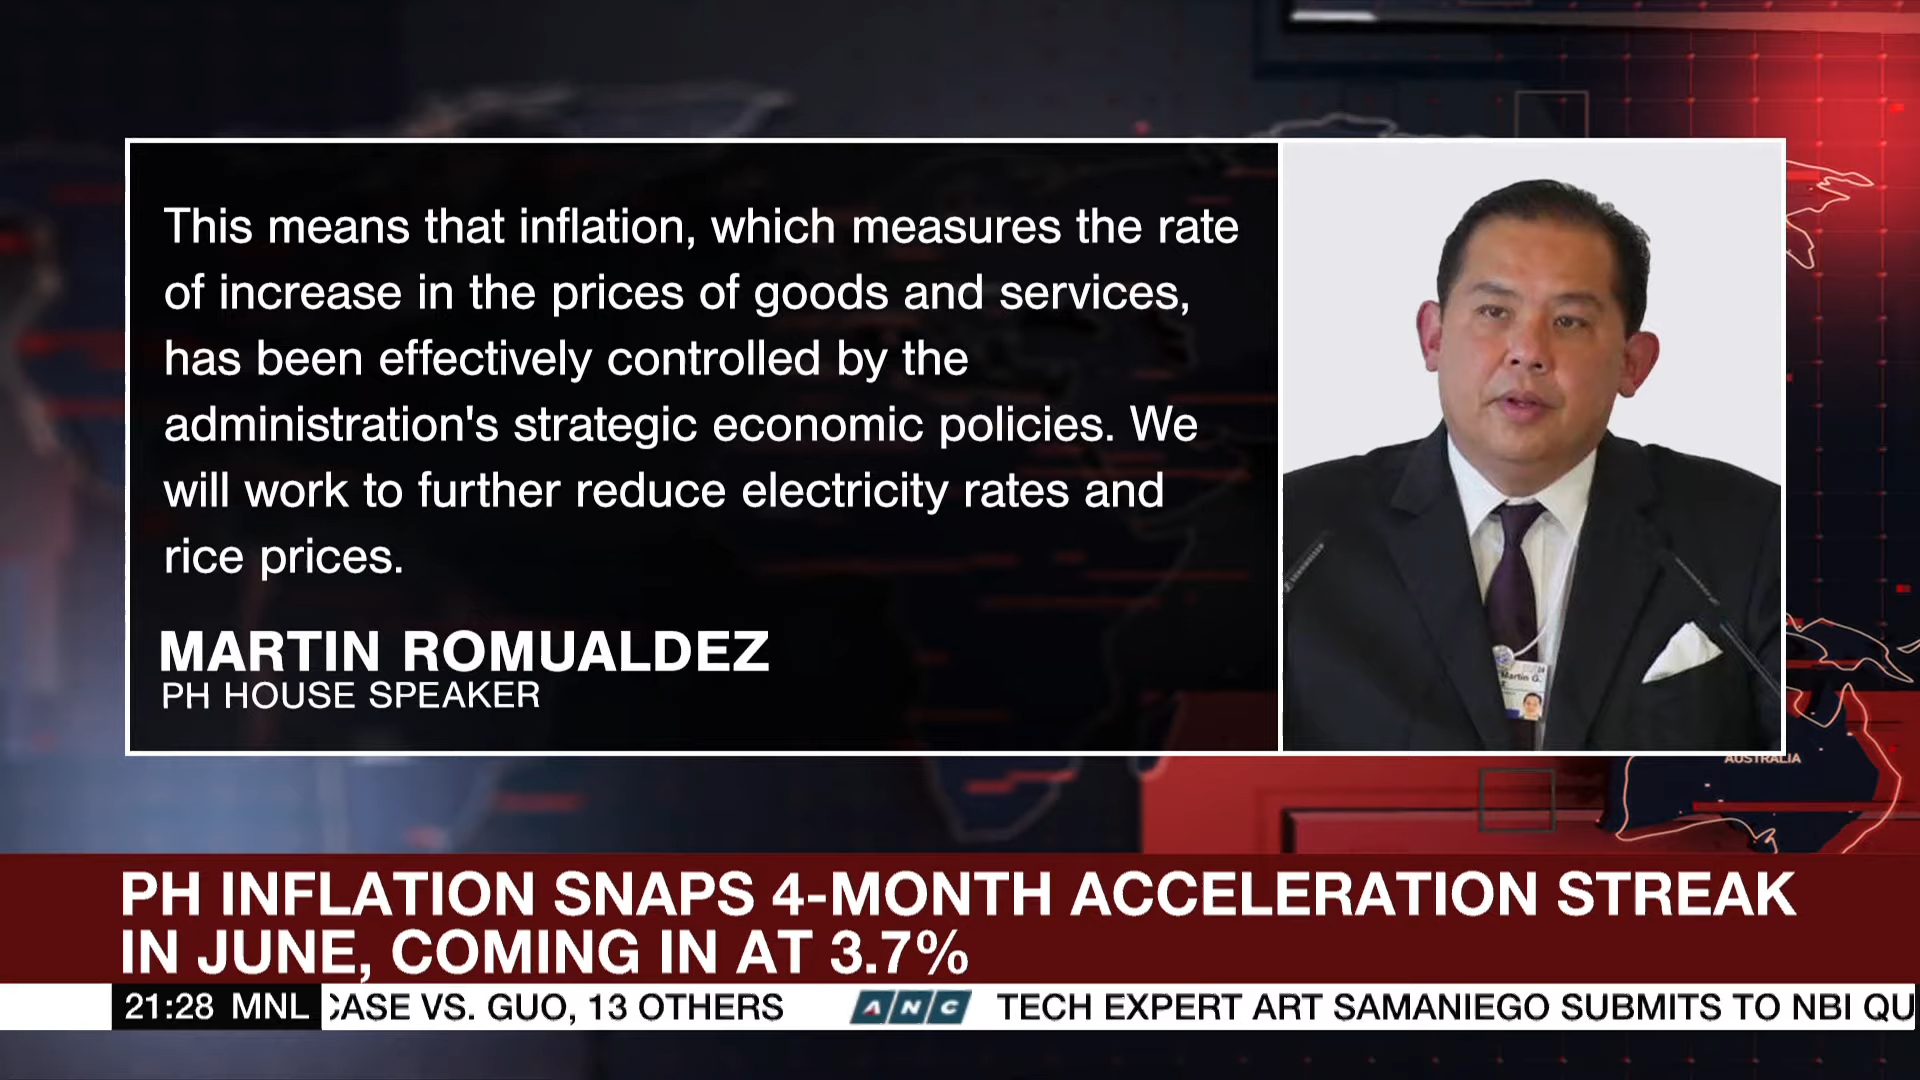 This means that inflation, which measures the rate
of increase in the prices of goods and services,
has been effectively controlled by the
administration's strategic economic policies. We
will work to further reduce electricity rates and
rice prices.
MARTIN ROMUALDEZ
PH HOUSE SPEAKER
Martin G.
AUSTRALIA
PH INFLATION SNAPS 4-MONTH ACCELERATION STREAK
IN JUNE, COMING IN AT 3.7%
21:28 MNL CASE VS. GUO, 13 OTHERS ANC TECH EXPERT ART SAMANIEGO SUBMITS TO NBI QU